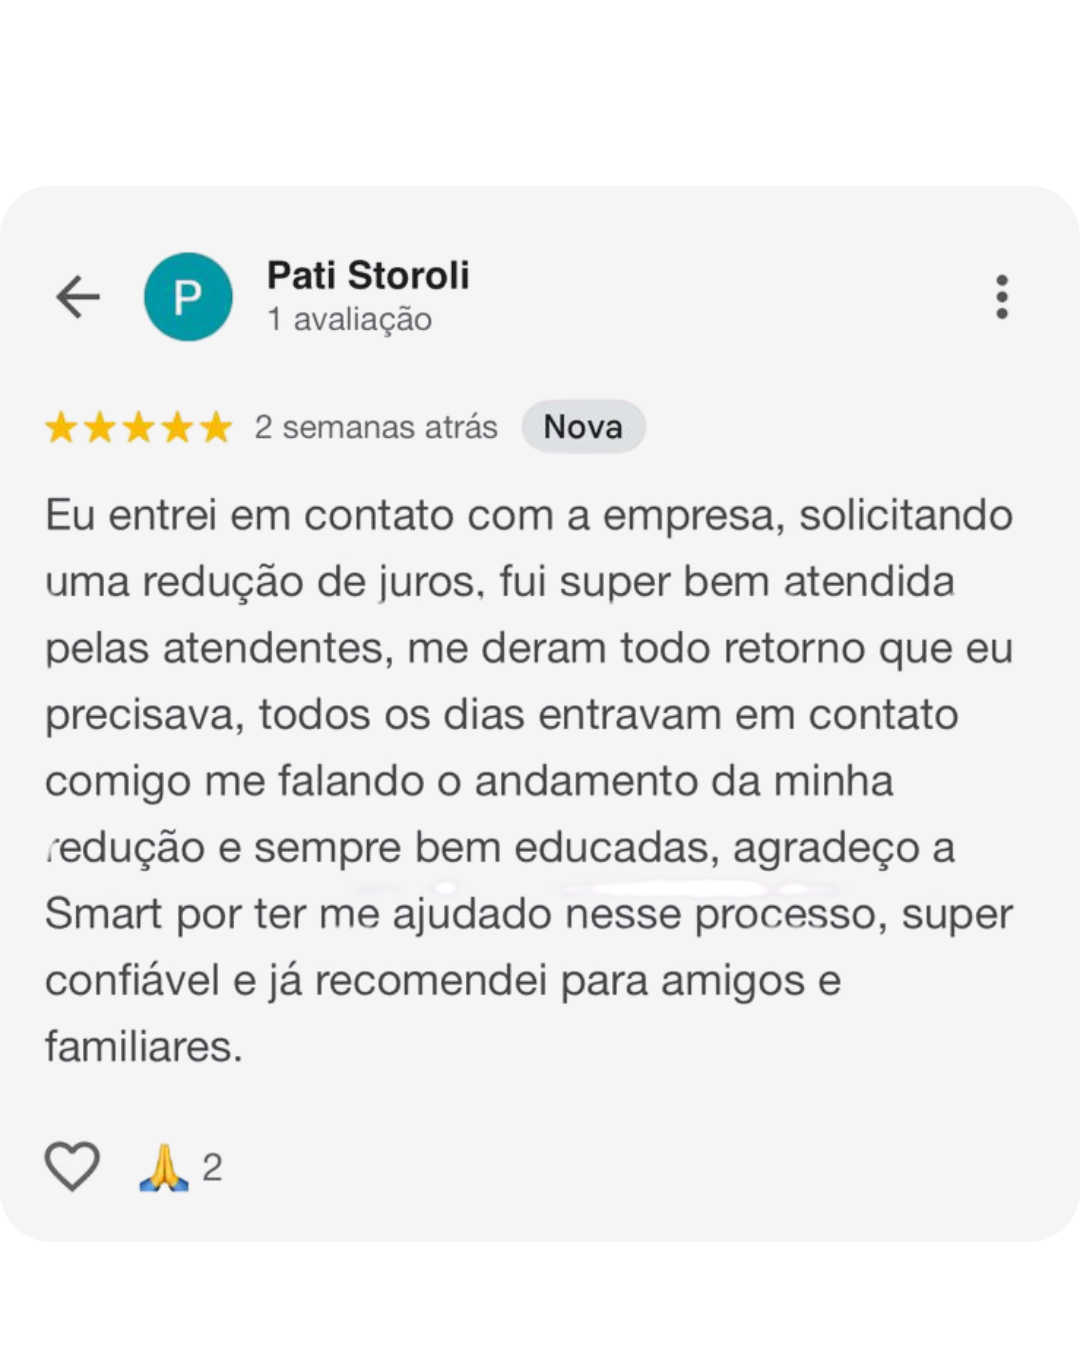 Pati Storoli
1 avaliação
2 semanas atrás Nova
Eu entrei em contato com a empresa, solicitando
uma redução de juros, fui super bem atendida
pelas atendentes, me deram todo retorno que eu
precisava, todos os dias entravam em contato
comigo me falando o andamento da minha
redução e sempre bem educadas, agradeço a
Smart por ter me ajudado nesse processo, super
confiável e já recomendei para amigos e
familiares.
🙏 2